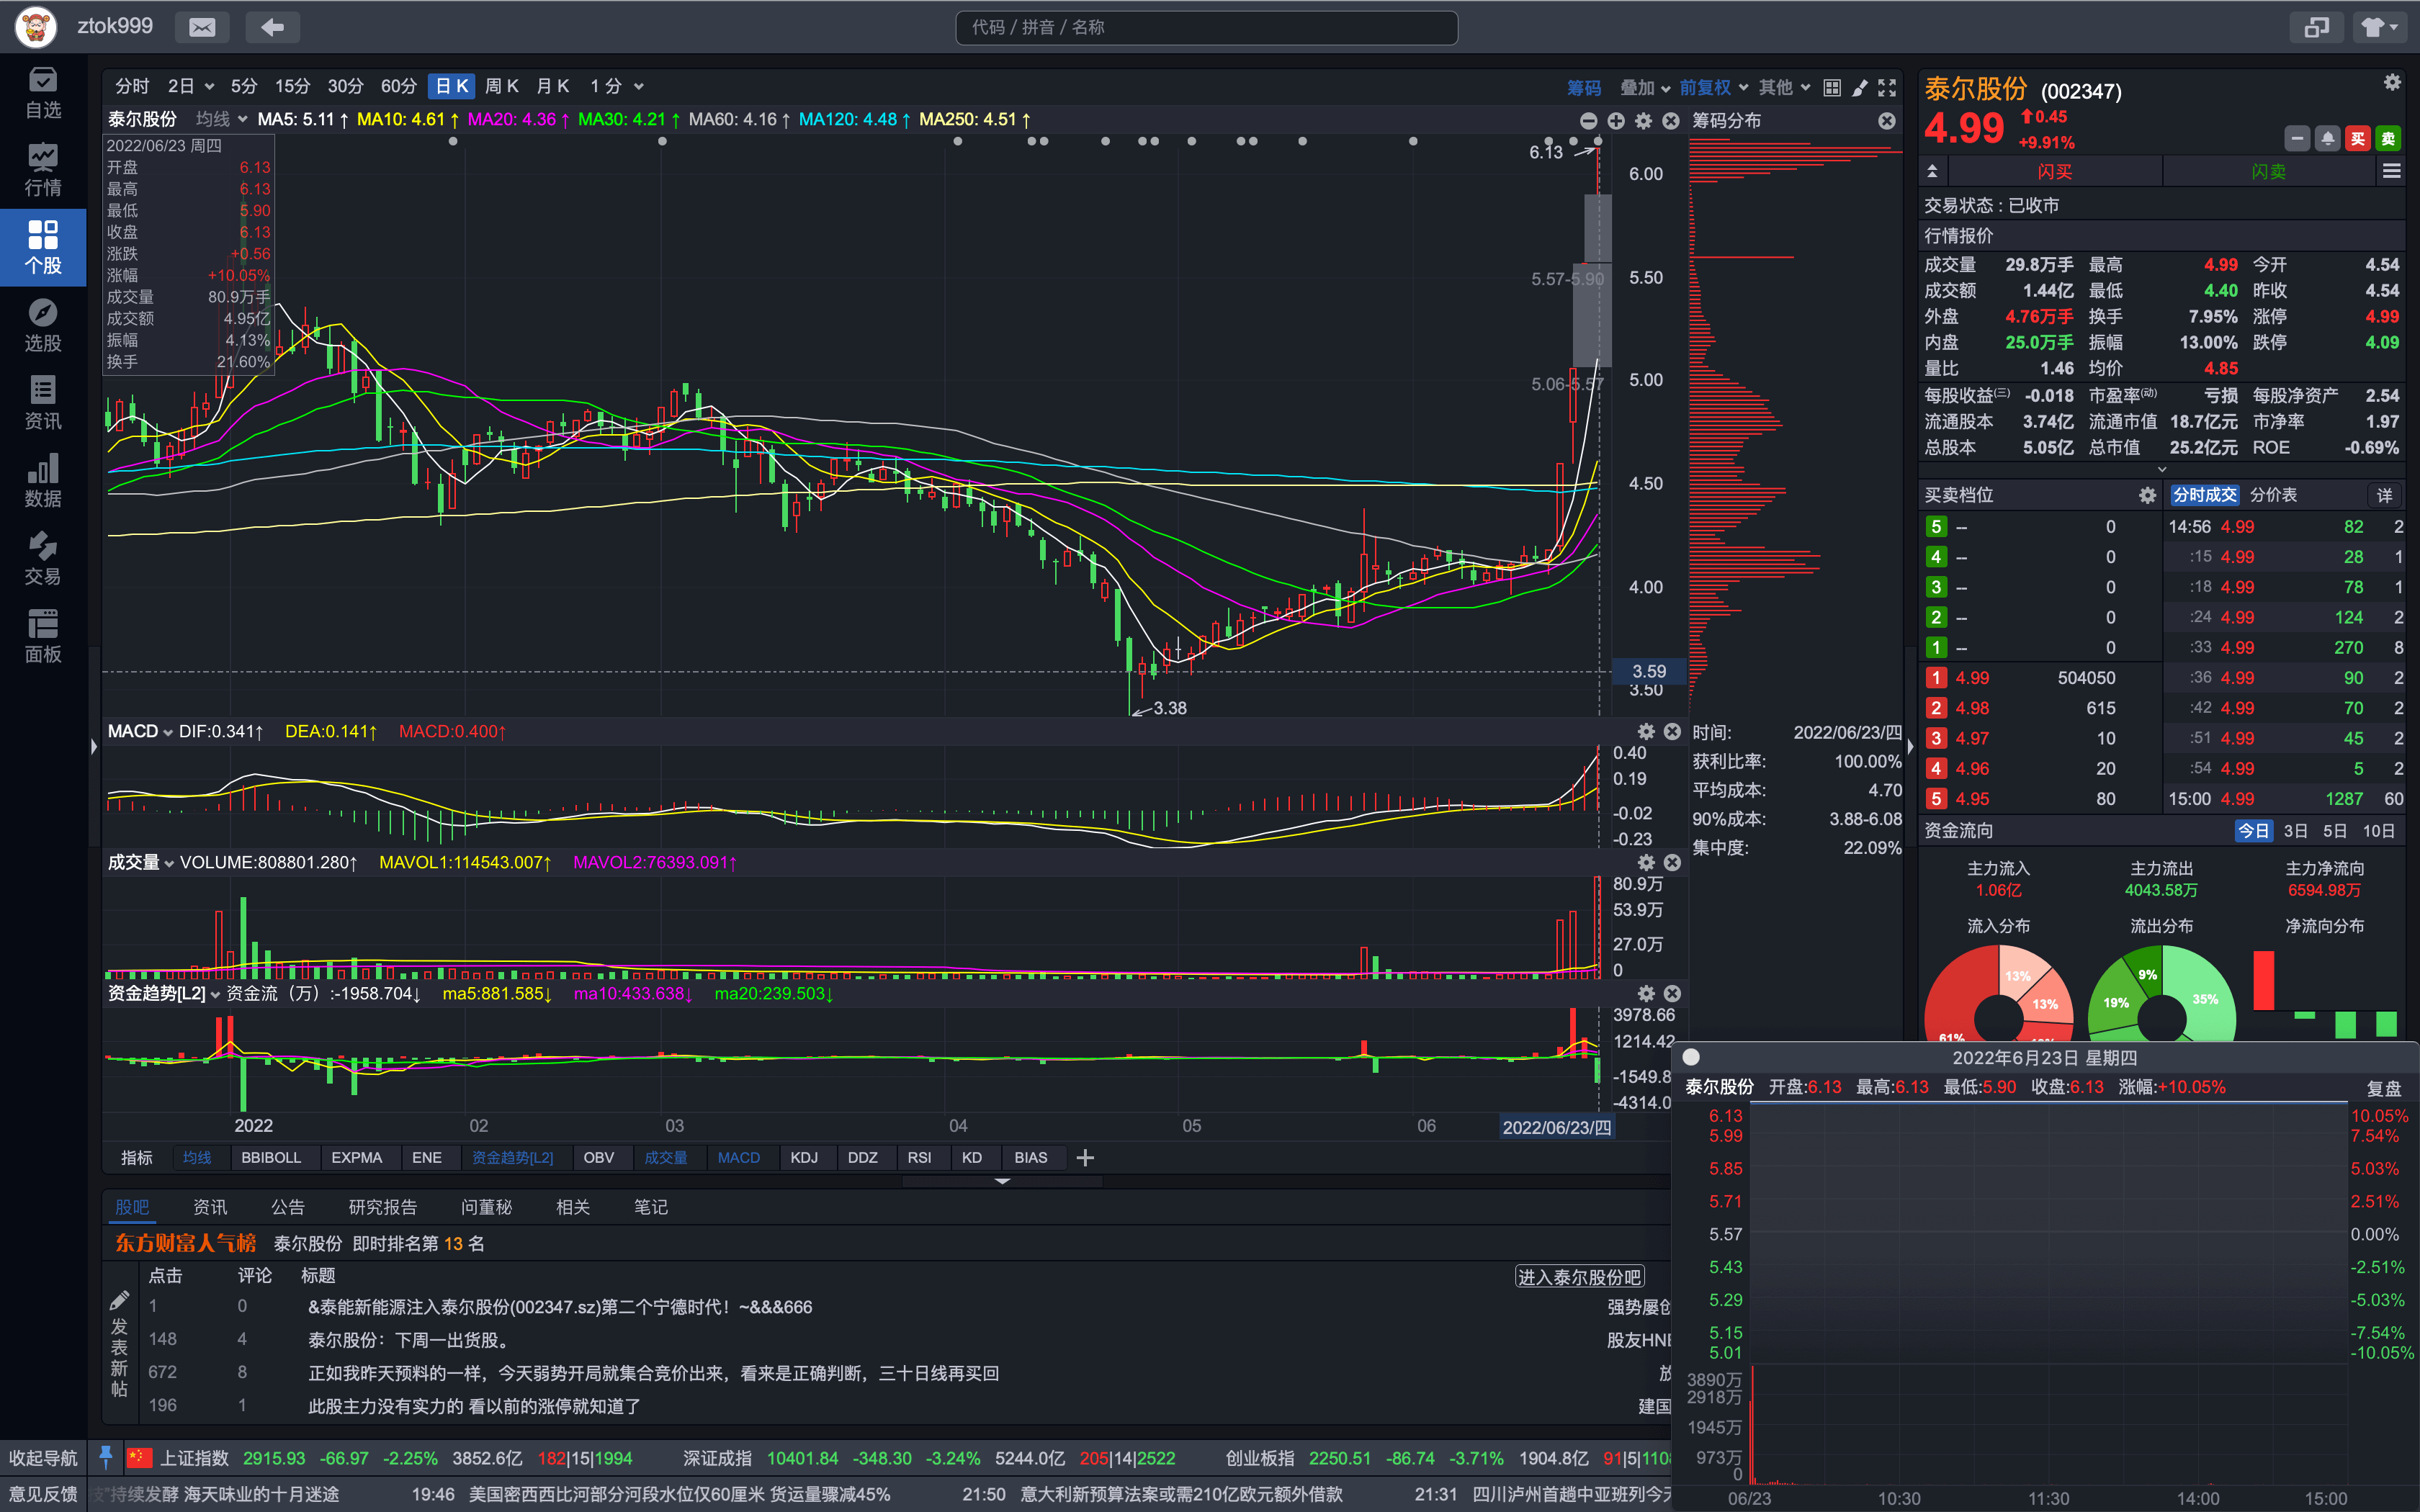 ztok999
代码 / 拼音 / 名称
自选
行情
个股
选股
资讯
数据
交易
面板
分时 2日 5分 15分 30分 60分 日K 周K 月K 1分 筹码 叠加 前复权 其他
泰尔股份 均线 MA5: 5.11↑ MA10: 4.61↑ MA20: 4.36↑ MA30: 4.21↑ MA60: 4.16↑ MA120: 4.48↑ MA250: 4.51↑
筹码分布
2022/06/23 周四
开盘 6.13
最高 6.13
最低 5.90
收盘 6.13
涨跌 +0.56
涨幅 +10.05%
成交量 80.9万手
成交额 4.95亿
振幅 4.13%
换手 21.60%
6.13
5.57-5.90
5.06-5.57
3.38
6.00
5.50
5.00
4.50
4.00
3.59
3.50
MACD DIF:0.341↑ DEA:0.141↑ MACD:0.400↑
0.40
0.19
-0.02
-0.23
成交量 VOLUME:808801.280↑ MAVOL1:114543.007↑ MAVOL2:76393.091↑
80.9万
53.9万
27.0万
0
资金趋势[L2] 资金流（万）:-1958.704↓ ma5:881.585↓ ma10:433.638↓ ma20:239.503↓
3978.66
1214.42
-1549.8
-4314.0
2022 02 03 04 05 06 2022/06/23/四
时间: 2022/06/23/四
获利比率: 100.00%
平均成本: 4.70
90%成本: 3.88-6.08
集中度: 22.09%
指标 均线 BBIBOLL EXPMA ENE 资金趋势[L2] OBV 成交量 MACD KDJ DDZ RSI KD BIAS
股吧 资讯 公告 研究报告 问董秘 相关 笔记
东方财富人气榜 泰尔股份 即时排名第 13 名
点击 评论 标题 进入泰尔股份吧
发表新帖
1 0 &泰能新能源注入泰尔股份(002347.sz)第二个宁德时代！~&&&666 强势屡创
148 4 泰尔股份：下周一出货股。 股友HNE
672 8 正如我昨天预料的一样，今天弱势开局就集合竞价出来，看来是正确判断，三十日线再买回 放
196 1 此股主力没有实力的 看以前的涨停就知道了 建国
泰尔股份 (002347)
4.99 0.45
+9.91%
买 卖
闪买 闪卖
交易状态：已收市
行情报价
成交量 29.8万手 最高 4.99 今开 4.54
成交额 1.44亿 最低 4.40 昨收 4.54
外盘 4.76万手 换手 7.95% 涨停 4.99
内盘 25.0万手 振幅 13.00% 跌停 4.09
量比 1.46 均价 4.85
每股收益(三) -0.018 市盈率(动) 亏损 每股净资产 2.54
流通股本 3.74亿 流通市值 18.7亿元 市净率 1.97
总股本 5.05亿 总市值 25.2亿元 ROE -0.69%
买卖档位 分时成交 分价表 详
5 -- 0 14:56 4.99 82 2
4 -- 0 :15 4.99 28 1
3 -- 0 :18 4.99 78 1
2 -- 0 :24 4.99 124 2
1 -- 0 :33 4.99 270 8
1 4.99 504050 :36 4.99 90 2
2 4.98 615 :42 4.99 70 2
3 4.97 10 :51 4.99 45 2
4 4.96 20 :54 4.99 5 2
5 4.95 80 15:00 4.99 1287 60
资金流向 今日 3日 5日 10日
主力流入 主力流出 主力净流向
1.06亿 4043.58万 6594.98万
流入分布 流出分布 净流向分布
13% 13% 61%
9% 35% 19%
2022年6月23日 星期四
泰尔股份 开盘:6.13 最高:6.13 最低:5.90 收盘:6.13 涨幅:+10.05% 复盘
6.13 10.05%
5.99 7.54%
5.85 5.03%
5.71 2.51%
5.57 0.00%
5.43 -2.51%
5.29 -5.03%
5.15 -7.54%
5.01 -10.05%
3890万
2918万
1945万
973万
0
06/23 10:30 11:30 14:00 15:00
收起导航 上证指数 2915.93 -66.97 -2.25% 3852.6亿 182|15|1994 深证成指 10401.84 -348.30 -3.24% 5244.0亿 205|14|2522 创业板指 2250.51 -86.74 -3.71% 1904.8亿 91|5|1108
意见反馈 支"持续发酵 海天味业的十月迷途 19:46 美国密西西比河部分河段水位仅60厘米 货运量骤减45% 21:50 意大利新预算法案或需210亿欧元额外借款 21:31 四川泸州首趟中亚班列今天